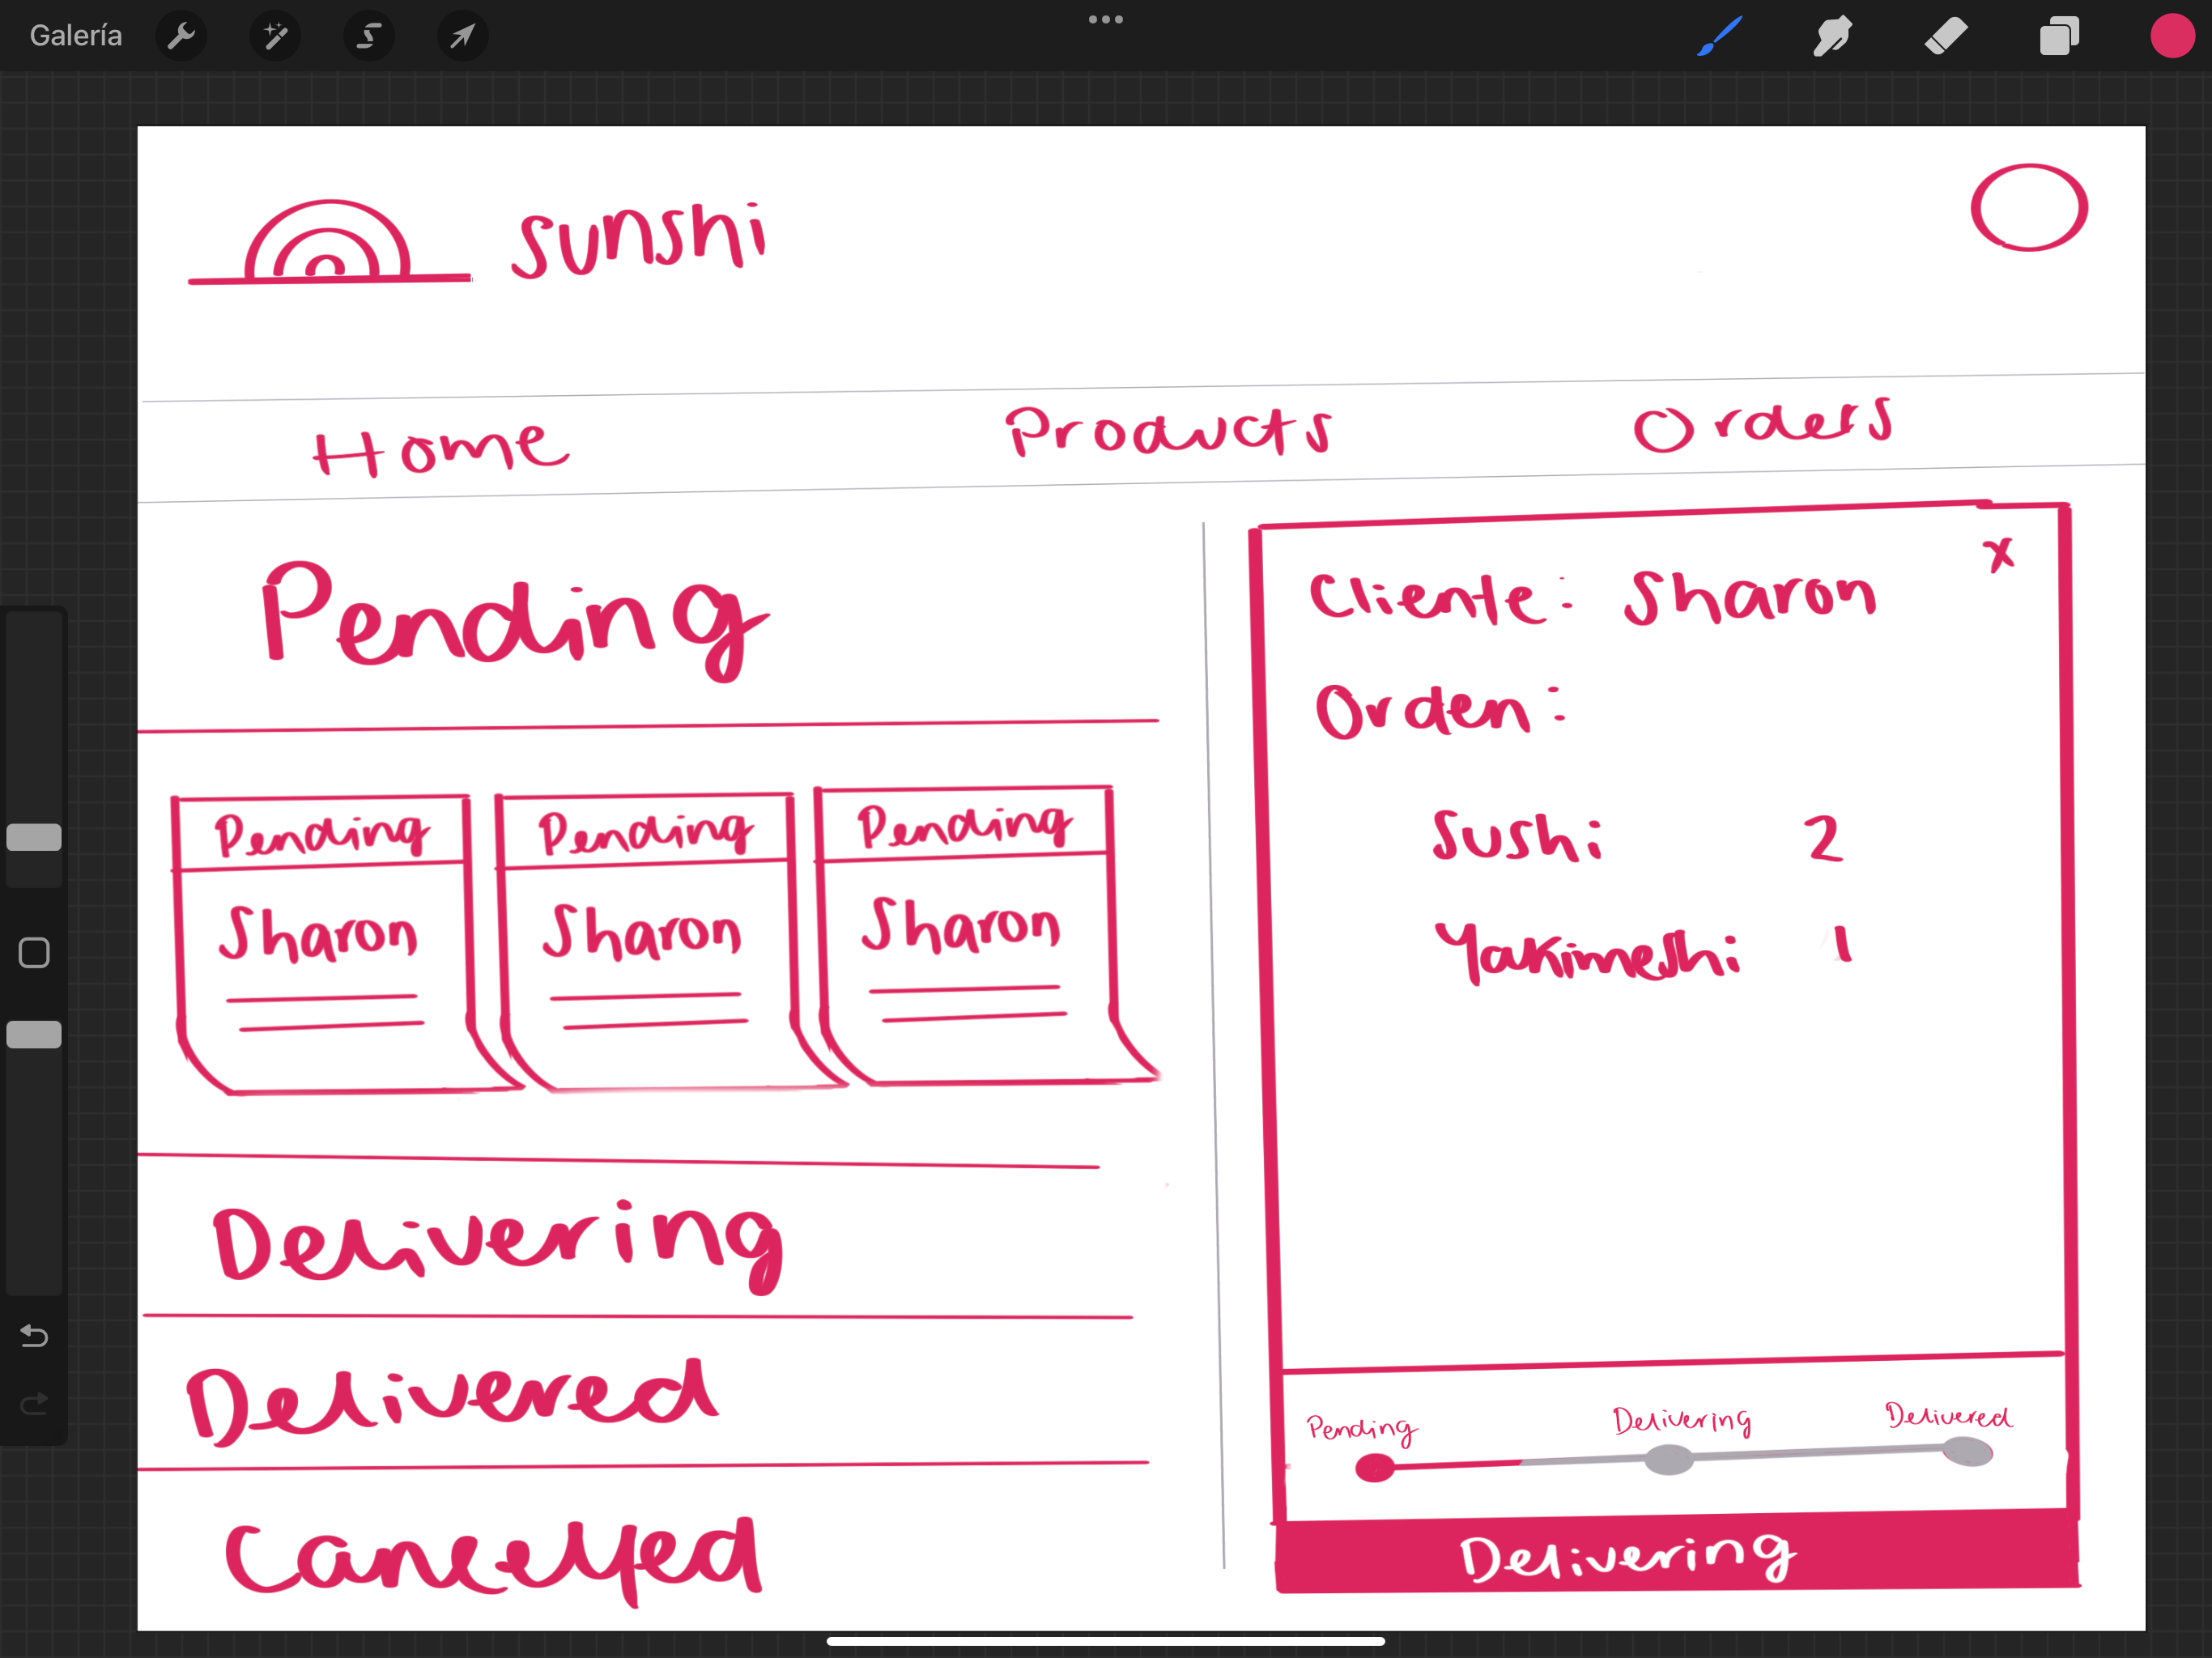 Galería
sunshi
Home Products Orders
Pending
Pending Pending Pending
Sharon Sharon Sharon
Delivering
Delivered
x
Cliente: Sharon
Orden:
Sushi 2
Yakimeshi 1
Pending Delivering Delivered
Delivering